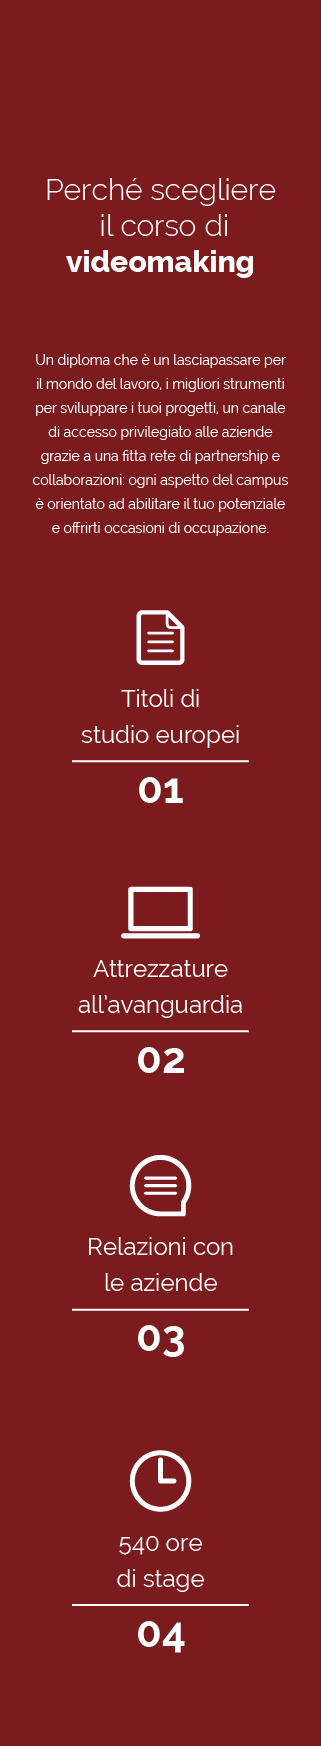 Perché scegliere
il corso di
videomaking
Un diploma che è un lasciapassare per
il mondo del lavoro, i migliori strumenti
per sviluppare i tuoi progetti, un canale
di accesso privilegiato alle aziende
grazie a una fitta rete di partnership e
collaborazioni: ogni aspetto del campus
è orientato ad abilitare il tuo potenziale
e offrirti occasioni di occupazione.
Titoli di
studio europei
01
Attrezzature
all'avanguardia
02
Relazioni con
le aziende
03
540 ore
di stage
04